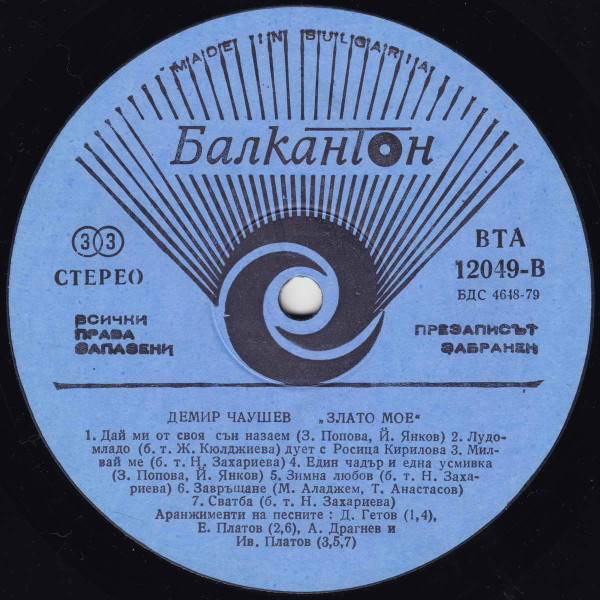 MADE IN BULGARIA
Балкантон
33
СТЕРЕО
ВТА
12049-В
БДС 4648-79
ВСИЧКИ
ПРАВА
ЗАПАЗЕНИ
ПРЕЗАПИСЪТ
ЗАБРАНЕН
ДЕМИР ЧАУШЕВ „ЗЛАТО МОЕ“
1. Дай ми от своя сън назаем (З. Попова, Й. Янков) 2. Лудо-
младо (б. т. Ж. Кюлджиева) дует с Росица Кирилова 3. Мил-
вай ме (б. т. Н. Захариева) 4. Един чадър и една усмивка
(З. Попова, Й. Янков) 5. Зимна любов (б. т. Н. Заха-
риева) 6. Завръщане (М. Аладжем, Т. Анастасов)
7. Сватба (б. т. Н. Захариева)
Аранжименти на песните : Д. Гетов (1,4),
Е. Платов (2,6), А. Драгнев и
Ив. Платов (3,5,7)